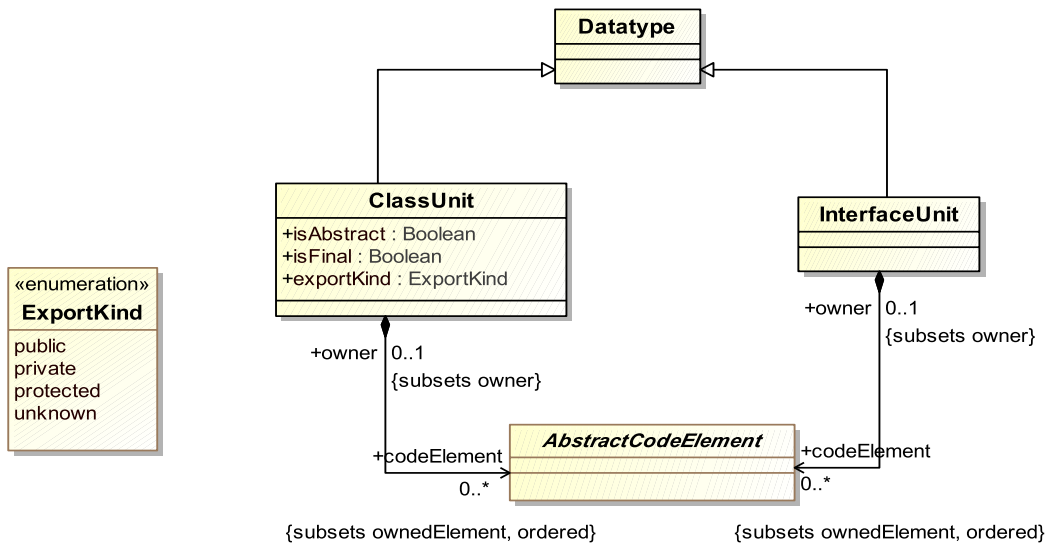 Datatype
ClassUnit
+isAbstract : Boolean
+isFinal : Boolean
+exportKind : ExportKind
InterfaceUnit
«enumeration»
ExportKind
public
private
protected
unknown
+owner 0..1
{subsets owner}
+owner 0..1
{subsets owner}
AbstractCodeElement
+codeElement
0..*
+codeElement
0..*
{subsets ownedElement, ordered}
{subsets ownedElement, ordered}